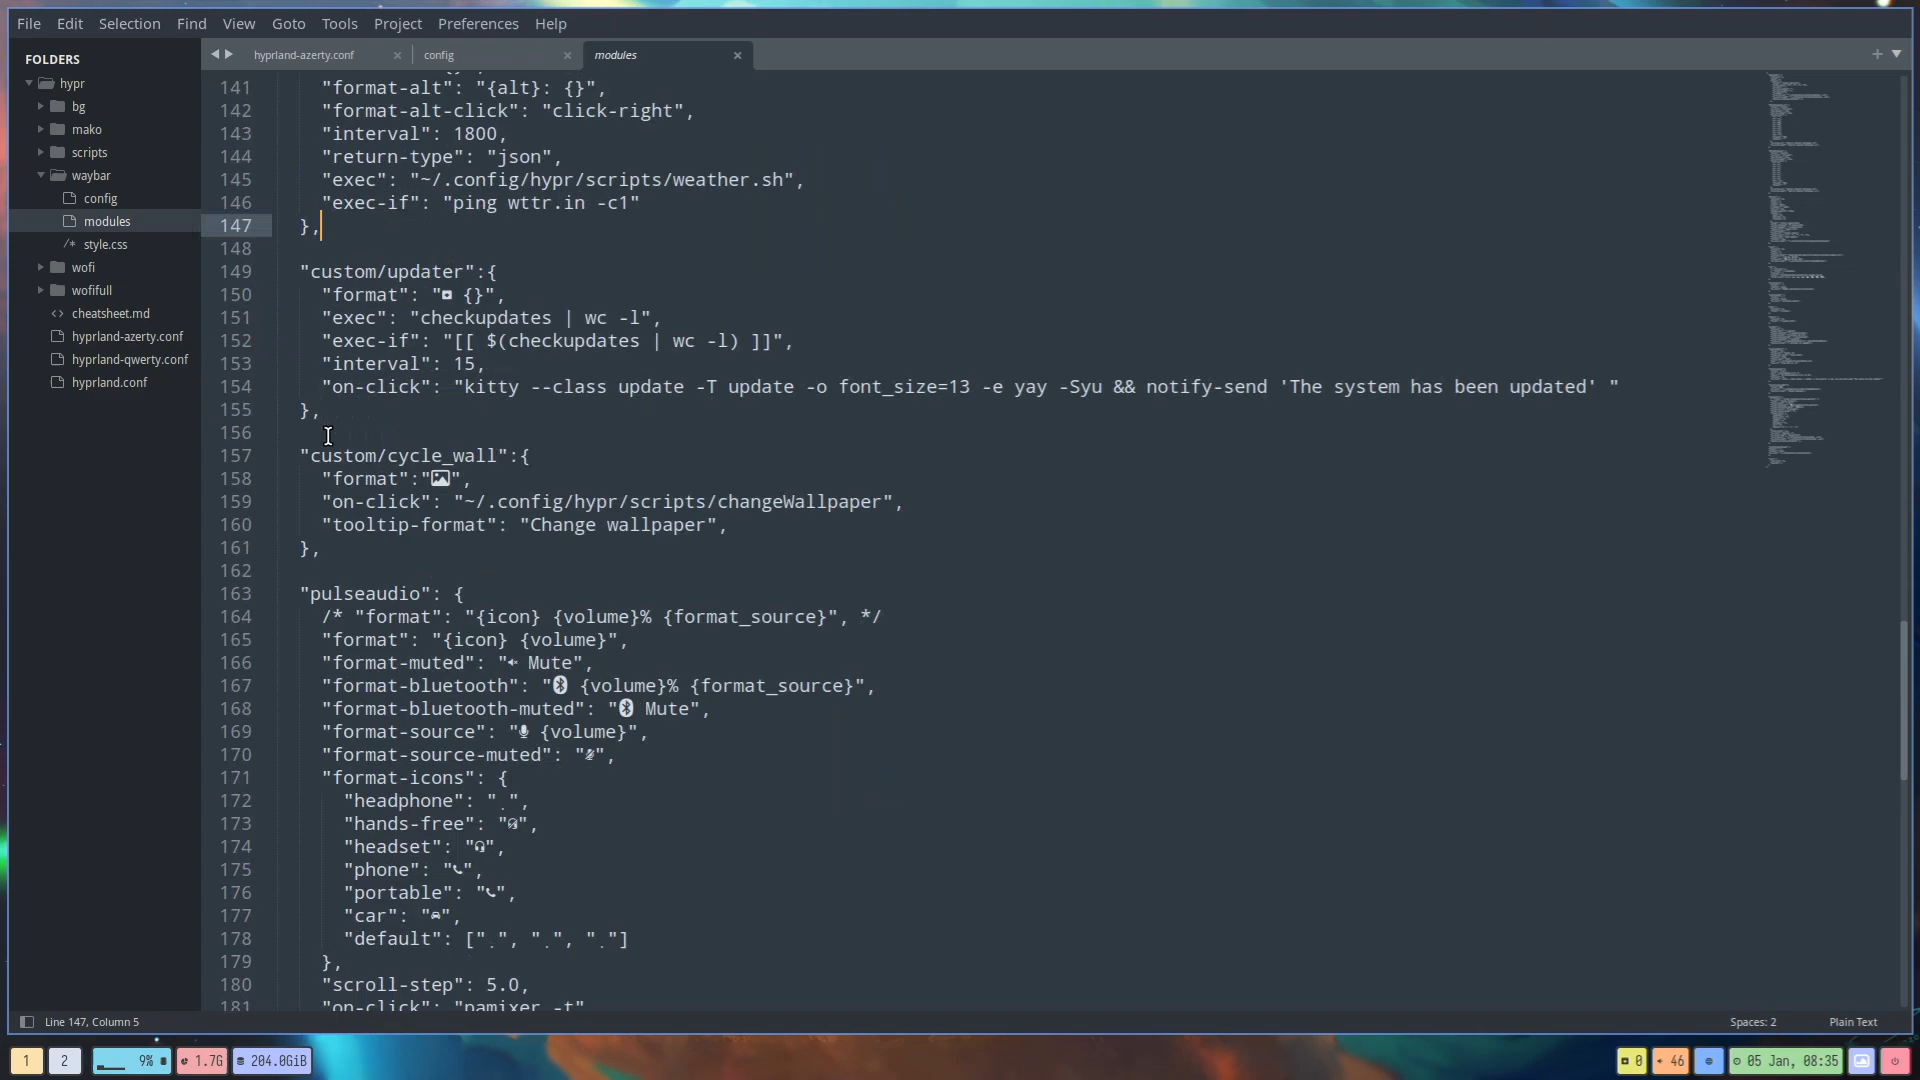 File Edit Selection Find View Goto Tools Project Preferences Help
FOLDERS
hypr
bg
mako
scripts
waybar
config
modules
/* style.css
wofi
wofifull
<> cheatsheet.md
hyprland-azerty.conf
hyprland-qwerty.conf
hyprland.conf
hyprland-azerty.conf config modules
141 "format-alt": "{alt}: {}",
142 "format-alt-click": "click-right",
143 "interval": 1800,
144 "return-type": "json",
145 "exec": "~/.config/hypr/scripts/weather.sh",
146 "exec-if": "ping wttr.in -c1"
147 },
148
149 "custom/updater":{
150 "format": " {}",
151 "exec": "checkupdates | wc -l",
152 "exec-if": "[[ $(checkupdates | wc -l) ]]",
153 "interval": 15,
154 "on-click": "kitty --class update -T update -o font_size=13 -e yay -Syu && notify-send 'The system has been updated' "
155 },
156
157 "custom/cycle_wall":{
158 "format":"",
159 "on-click": "~/.config/hypr/scripts/changeWallpaper",
160 "tooltip-format": "Change wallpaper",
161 },
162
163 "pulseaudio": {
164 /* "format": "{icon} {volume}% {format_source}", */
165 "format": "{icon} {volume}",
166 "format-muted": " Mute",
167 "format-bluetooth": " {volume}% {format_source}",
168 "format-bluetooth-muted": " Mute",
169 "format-source": " {volume}",
170 "format-source-muted": "",
171 "format-icons": {
172 "headphone": "",
173 "hands-free": "",
174 "headset": "",
175 "phone": "",
176 "portable": "",
177 "car": "",
178 "default": ["", "", ""]
179 },
180 "scroll-step": 5.0,
181 "on-click": "pamixer -t"
Line 147, Column 5 Spaces: 2 Plain Text
1 2 9% 1.7G 204.0GiB 0 46 05 Jan, 08:35